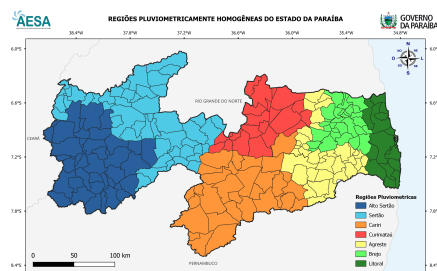 AESA
REGIÕES PLUVIOMETRICAMENTE HOMOGÊNEAS DO ESTADO DA PARAÍBA
GOVERNO
DA PARAÍBA
38.4°W 37.8°W 37.2°W 36.6°W 36.0°W 35.4°W 34.8°W
6.0°S 6.0°S
N
O E
S
RIO GRANDE DO NORTE
6.6°S 6.6°S
CEARÁ
7.2°S 7.2°S
Regiões Pluviometricas
Alto Sertão
Sertão
Cariri
Curimataú
Agreste
Brejo
Litoral
7.8°S 7.8°S
PERNAMBUCO
0 50 100 km
8.4°S 8.4°S